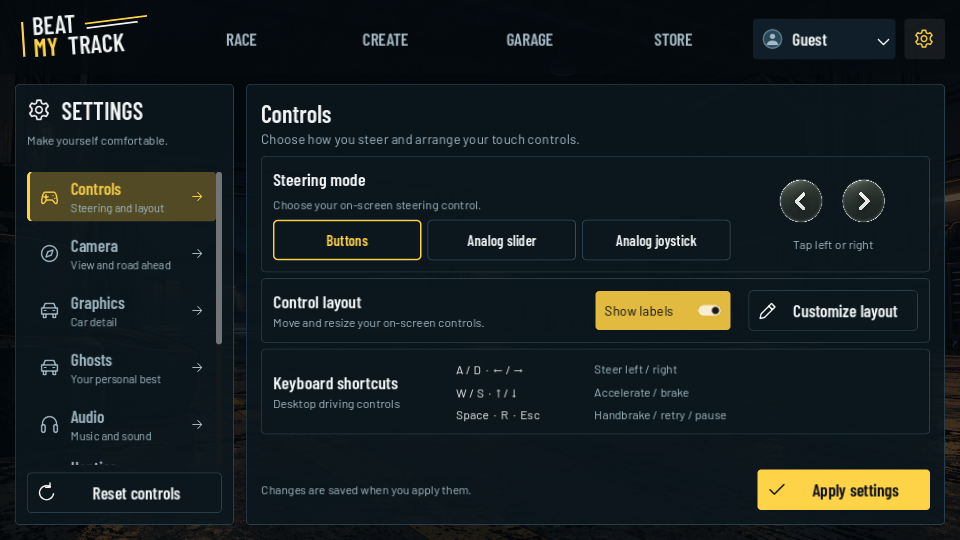 BEAT
MY TRACK
RACE
CREATE
GARAGE
STORE
Guest
SETTINGS
Make yourself comfortable.
Controls
Steering and layout
Camera
View and road ahead
Graphics
Car detail
Ghosts
Your personal best
Audio
Music and sound
Reset controls
Controls
Choose how you steer and arrange your touch controls.
Steering mode
Choose your on-screen steering control.
Buttons
Analog slider
Analog joystick
Tap left or right
Control layout
Move and resize your on-screen controls.
Show labels
Customize layout
Keyboard shortcuts
Desktop driving controls
A / D · ← / →
Steer left / right
W / S · ↑ / ↓
Accelerate / brake
Space · R · Esc
Handbrake / retry / pause
Changes are saved when you apply them.
Apply settings